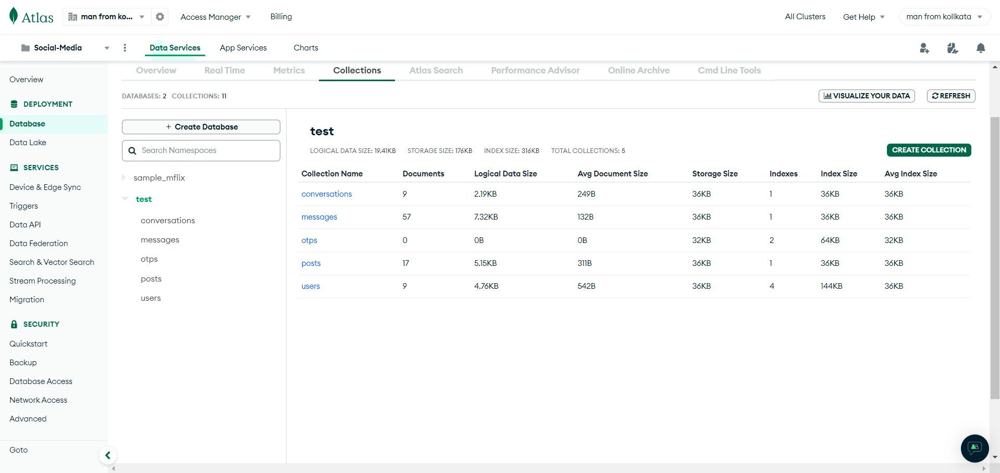 Atlas
man from ko...
Access Manager
Billing
All Clusters
Get Help
man from kollkata
Social-Media
Data Services
App Services
Charts
Overview
DEPLOYMENT
Database
Data Lake
SERVICES
Device & Edge Sync
Triggers
Data API
Data Federation
Search & Vector Search
Stream Processing
Migration
SECURITY
Quickstart
Backup
Database Access
Network Access
Advanced
Goto
Overview
Real Time
Metrics
Collections
Atlas Search
Performance Advisor
Online Archive
Cmd Line Tools
DATABASES: 2 COLLECTIONS: 11
VISUALIZE YOUR DATA
REFRESH
+ Create Database
Search Namespaces
sample_mflix
test
conversations
messages
otps
posts
users
test
LOGICAL DATA SIZE: 19.41KB STORAGE SIZE: 176KB INDEX SIZE: 316KB TOTAL COLLECTIONS: 5
CREATE COLLECTION
Collection Name Documents Logical Data Size Avg Document Size Storage Size Indexes Index Size Avg Index Size
conversations 9 2.19KB 249B 36KB 1 36KB 36KB
messages 57 7.32KB 132B 36KB 1 36KB 36KB
otps 0 0B 0B 32KB 2 64KB 32KB
posts 17 5.15KB 311B 36KB 1 36KB 36KB
users 9 4.76KB 542B 36KB 4 144KB 36KB